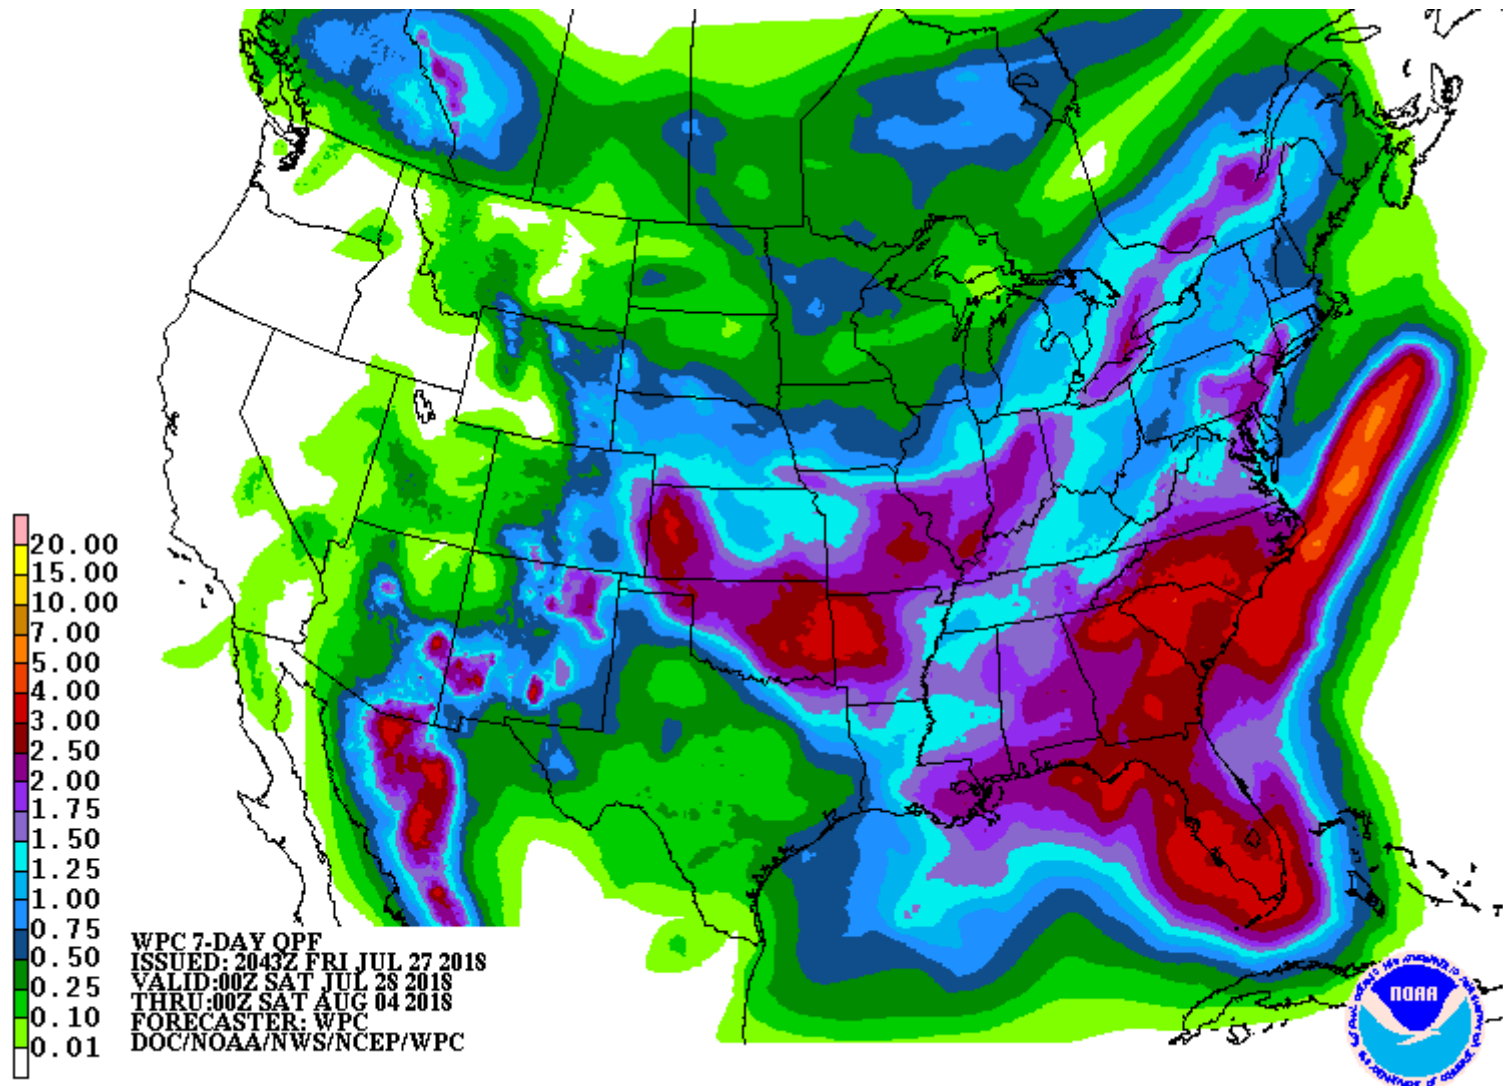 20.00
15.00
10.00
7.00
5.00
4.00
3.00
2.50
2.00
1.75
1.50
1.25
1.00
0.75
0.50
0.25
0.10
0.01
WPC 7-DAY QPF
ISSUED: 2043Z FRI JUL 27 2018
VALID:00Z SAT JUL 28 2018
THRU:00Z SAT AUG 04 2018
FORECASTER: WPC
DOC/NOAA/NWS/NCEP/WPC
NOAA